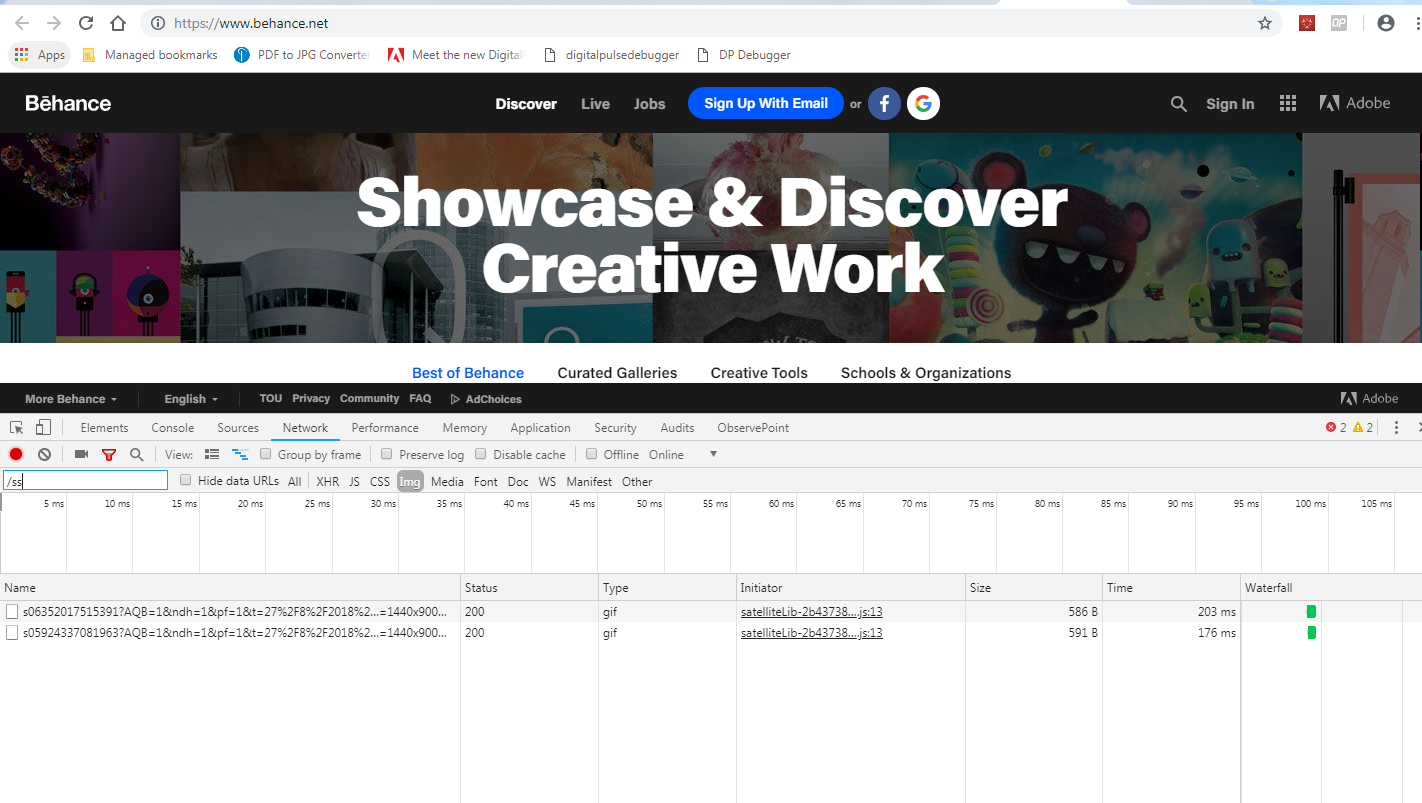 https://www.behance.net
Apps Managed bookmarks PDF to JPG Converter Meet the new Digital digitalpulsedebugger DP Debugger
Bēhance Discover Live Jobs Sign Up With Email or f G Sign In Adobe
Showcase & Discover
Creative Work
Best of Behance Curated Galleries Creative Tools Schools & Organizations
More Behance English TOU Privacy Community FAQ AdChoices Adobe
Elements Console Sources Network Performance Memory Application Security Audits ObservePoint 2 2
View: Group by frame Preserve log Disable cache Offline Online
/ss Hide data URLs All XHR JS CSS Img Media Font Doc WS Manifest Other
5 ms 10 ms 15 ms 20 ms 25 ms 30 ms 35 ms 40 ms 45 ms 50 ms 55 ms 60 ms 65 ms 70 ms 75 ms 80 ms 85 ms 90 ms 95 ms 100 ms 105 ms
Name Status Type Initiator Size Time Waterfall
s06352017515391?AQB=1&ndh=1&pf=1&t=27%2F8%2F2018%2...=1440x900... 200 gif satelliteLib-2b43738....js:13 586 B 203 ms
s05924337081963?AQB=1&ndh=1&pf=1&t=27%2F8%2F2018%2...=1440x900... 200 gif satelliteLib-2b43738....js:13 591 B 176 ms